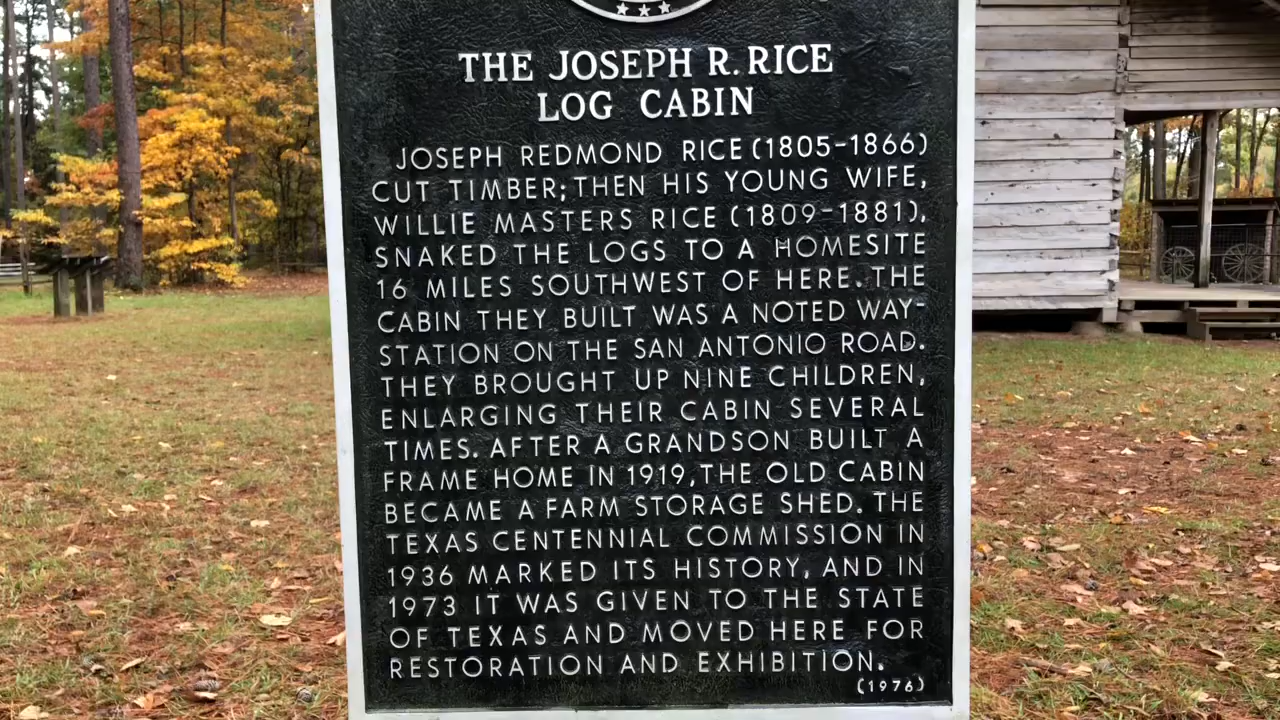 THE JOSEPH R. RICE
LOG CABIN
JOSEPH REDMOND RICE (1805-1866)
CUT TIMBER; THEN HIS YOUNG WIFE,
WILLIE MASTERS RICE (1809-1881),
SNAKED THE LOGS TO A HOMESITE
16 MILES SOUTHWEST OF HERE. THE
CABIN THEY BUILT WAS A NOTED WAY-
STATION ON THE SAN ANTONIO ROAD.
THEY BROUGHT UP NINE CHILDREN,
ENLARGING THEIR CABIN SEVERAL
TIMES. AFTER A GRANDSON BUILT A
FRAME HOME IN 1919, THE OLD CABIN
BECAME A FARM STORAGE SHED. THE
TEXAS CENTENNIAL COMMISSION IN
1936 MARKED ITS HISTORY, AND IN
1973 IT WAS GIVEN TO THE STATE
OF TEXAS AND MOVED HERE FOR
RESTORATION AND EXHIBITION.
(1976)